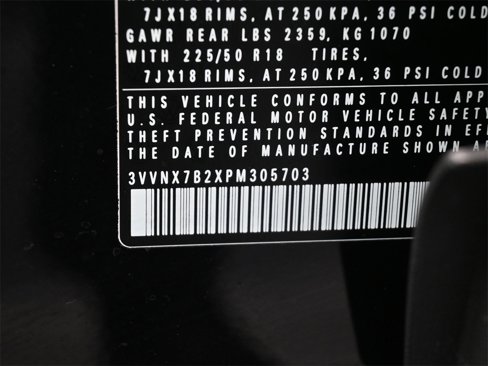 7JX18 RIMS, AT 250 KPA, 36 PSI COLD
GAWR REAR LBS 2359, KG 1070
WITH 225/50 R18 TIRES,
7JX18 RIMS, AT 250 KPA, 36 PSI COLD
THIS VEHICLE CONFORMS TO ALL APP
U.S. FEDERAL MOTOR VEHICLE SAFETY
THEFT PREVENTION STANDARDS IN EF
THE DATE OF MANUFACTURE SHOWN A
3VVNX7B2XPM305703